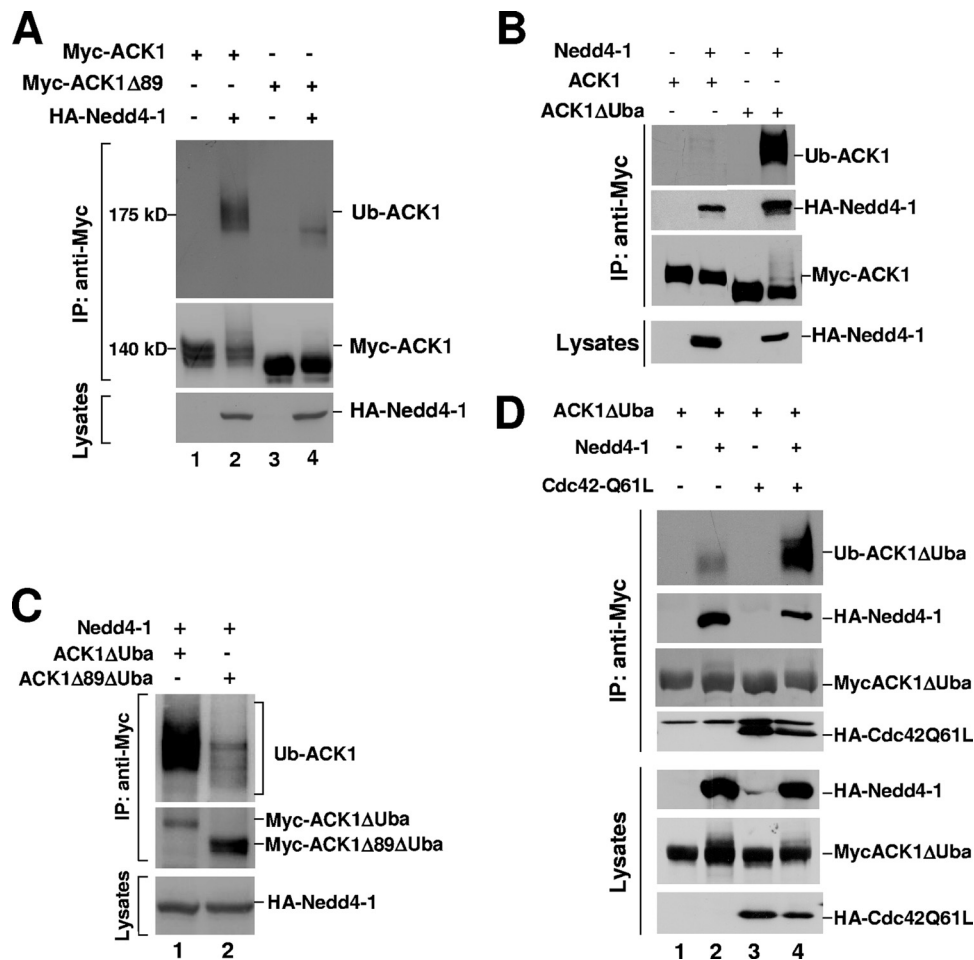 A
Myc-ACK1 + + - -
Myc-ACK1Δ89 - - + +
HA-Nedd4-1 - + - +
IP: anti-Myc
175 kD
Ub-ACK1
140 kD
Myc-ACK1
Lysates
HA-Nedd4-1
1 2 3 4
B
Nedd4-1 - + - +
ACK1 + + - -
ACK1ΔUba - - + +
IP: anti-Myc
Ub-ACK1
HA-Nedd4-1
Myc-ACK1
Lysates
HA-Nedd4-1
C
Nedd4-1 + +
ACK1ΔUba + -
ACK1Δ89ΔUba - +
IP: anti-Myc
Ub-ACK1
Myc-ACK1ΔUba
Myc-ACK1Δ89ΔUba
Lysates
HA-Nedd4-1
1 2
D
ACK1ΔUba + + + +
Nedd4-1 - + - +
Cdc42-Q61L - - + +
IP: anti-Myc
Ub-ACK1ΔUba
HA-Nedd4-1
MycACK1ΔUba
HA-Cdc42Q61L
Lysates
HA-Nedd4-1
MycACK1ΔUba
HA-Cdc42Q61L
1 2 3 4